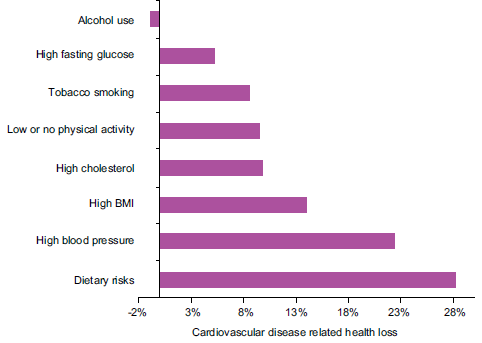 Alcohol use
High fasting glucose
Tobacco smoking
Low or no physical activity
High cholesterol
High BMI
High blood pressure
Dietary risks
-2% 3% 8% 13% 18% 23% 28%
Cardiovascular disease related health loss